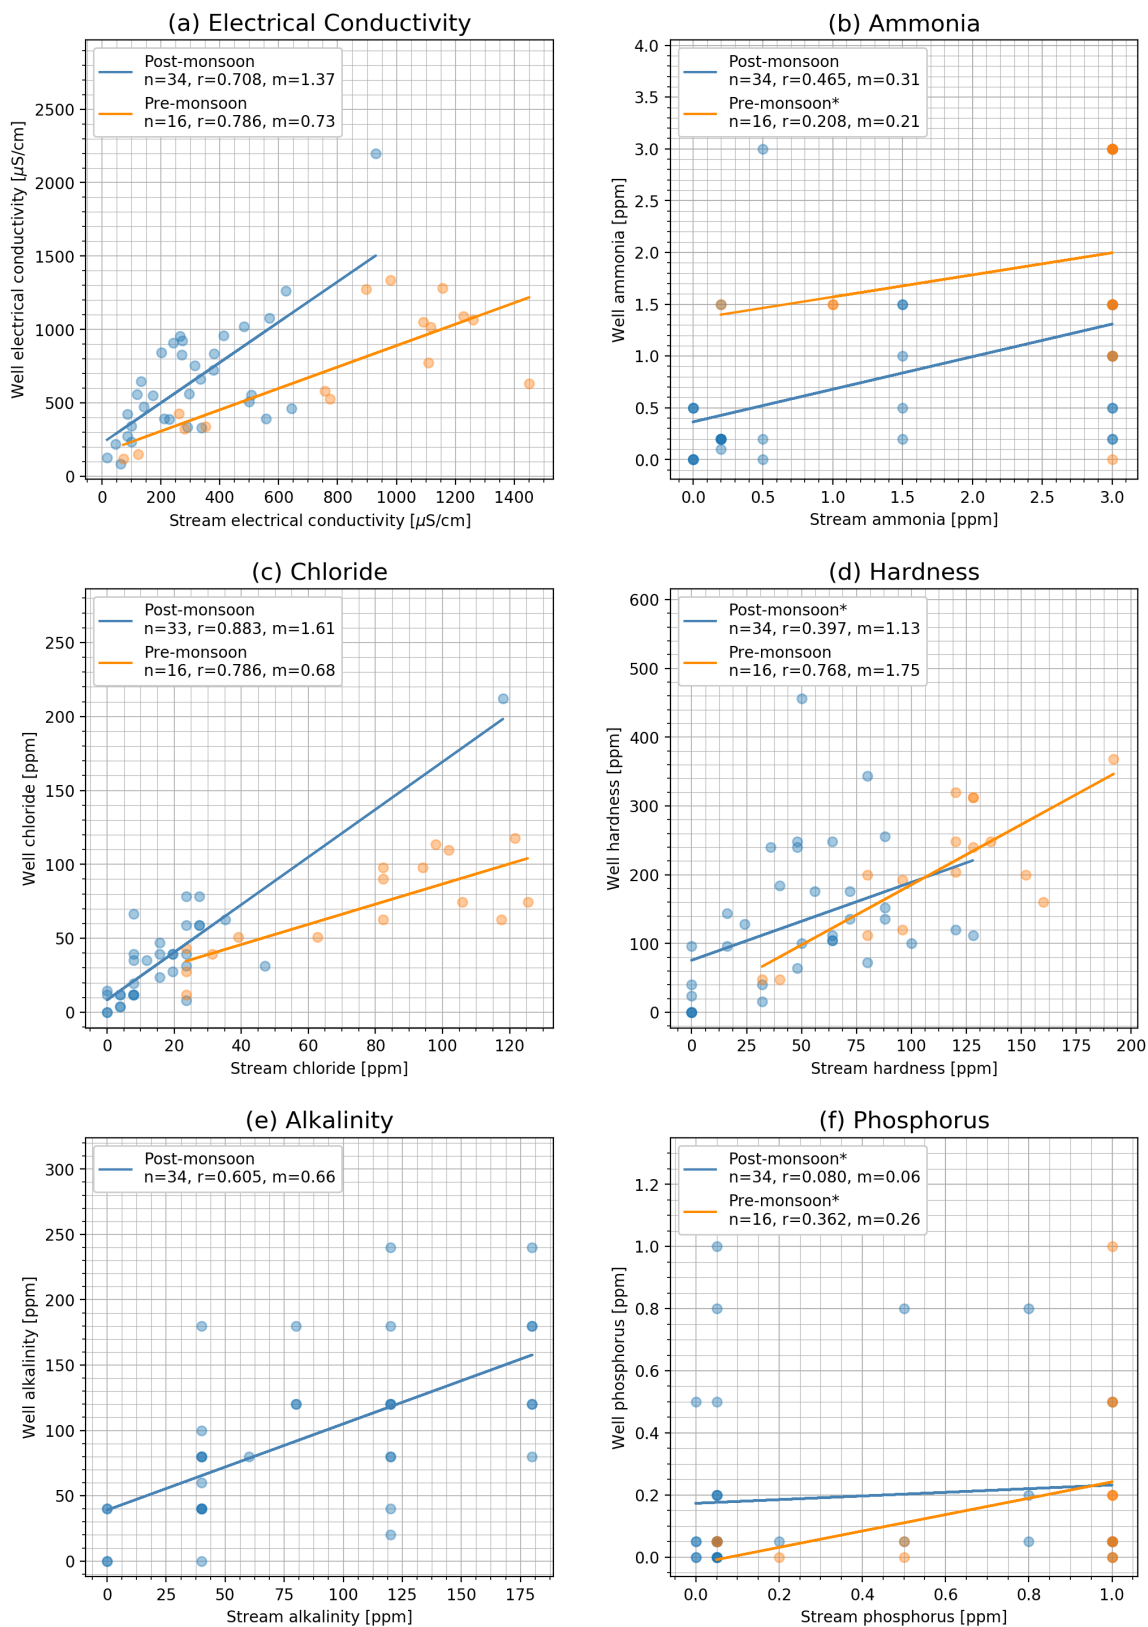 (a) Electrical Conductivity
Post-monsoon
n=34, r=0.708, m=1.37
Pre-monsoon
n=16, r=0.786, m=0.73
Well electrical conductivity [μS/cm]
2500
2000
1500
1000
500
0
0 200 400 600 800 1000 1200 1400
Stream electrical conductivity [μS/cm]
(b) Ammonia
Post-monsoon
n=34, r=0.465, m=0.31
Pre-monsoon*
n=16, r=0.208, m=0.21
Well ammonia [ppm]
4.0
3.5
3.0
2.5
2.0
1.5
1.0
0.5
0.0
0.0 0.5 1.0 1.5 2.0 2.5 3.0
Stream ammonia [ppm]
(c) Chloride
Post-monsoon
n=33, r=0.883, m=1.61
Pre-monsoon
n=16, r=0.786, m=0.68
Well chloride [ppm]
250
200
150
100
50
0
0 20 40 60 80 100 120
Stream chloride [ppm]
(d) Hardness
Post-monsoon*
n=34, r=0.397, m=1.13
Pre-monsoon
n=16, r=0.768, m=1.75
Well hardness [ppm]
600
500
400
300
200
100
0
0 25 50 75 100 125 150 175 200
Stream hardness [ppm]
(e) Alkalinity
Post-monsoon
n=34, r=0.605, m=0.66
Well alkalinity [ppm]
300
250
200
150
100
50
0
0 25 50 75 100 125 150 175
Stream alkalinity [ppm]
(f) Phosphorus
Post-monsoon*
n=34, r=0.080, m=0.06
Pre-monsoon*
n=16, r=0.362, m=0.26
Well phosphorus [ppm]
1.2
1.0
0.8
0.6
0.4
0.2
0.0
0.0 0.2 0.4 0.6 0.8 1.0
Stream phosphorus [ppm]